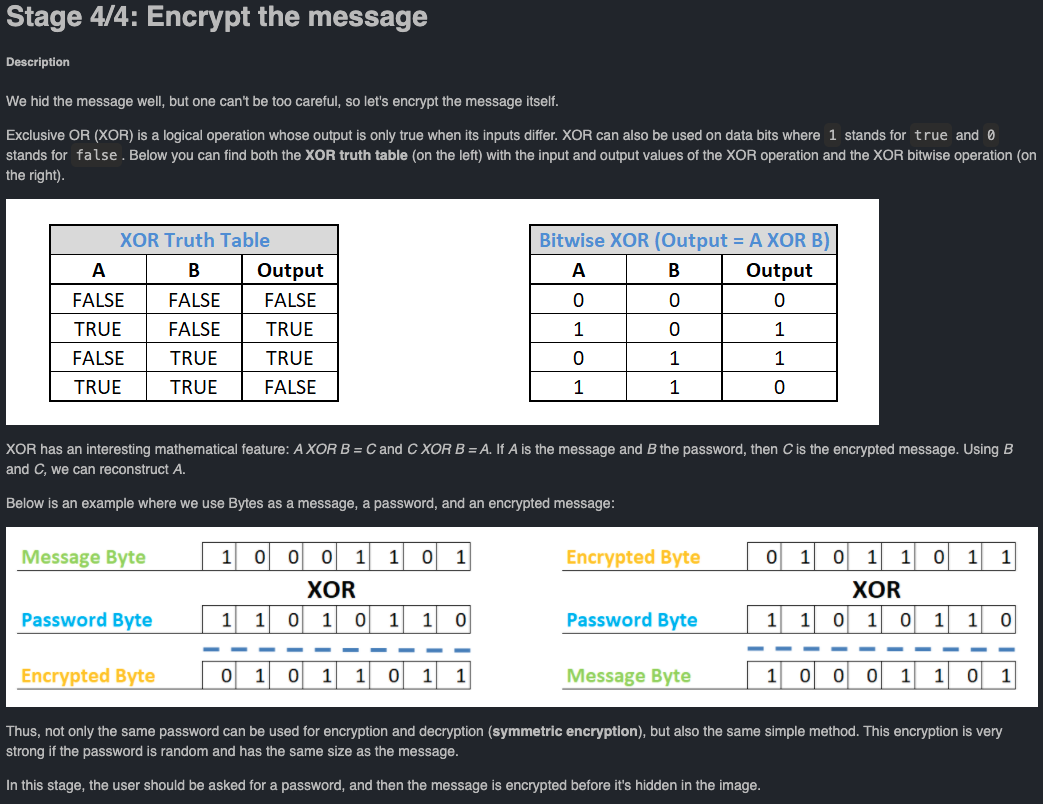 Stage 4/4: Encrypt the message
Description
We hid the message well, but one can't be too careful, so let's encrypt the message itself.
Exclusive OR (XOR) is a logical operation whose output is only true when its inputs differ. XOR can also be used on data bits where 1 stands for true and 0
stands for false . Below you can find both the XOR truth table (on the left) with the input and output values of the XOR operation and the XOR bitwise operation (on
the right).
XOR Truth Table
A B Output
FALSE FALSE FALSE
TRUE FALSE TRUE
FALSE TRUE TRUE
TRUE TRUE FALSE
Bitwise XOR (Output = A XOR B)
A B Output
0 0 0
1 0 1
0 1 1
1 1 0
XOR has an interesting mathematical feature: A XOR B = C and C XOR B = A. If A is the message and B the password, then C is the encrypted message. Using B
and C, we can reconstruct A.
Below is an example where we use Bytes as a message, a password, and an encrypted message:
Message Byte 1 0 0 0 1 1 0 1
XOR
Password Byte 1 1 0 1 0 1 1 0
Encrypted Byte 0 1 0 1 1 0 1 1
Encrypted Byte 0 1 0 1 1 0 1 1
XOR
Password Byte 1 1 0 1 0 1 1 0
Message Byte 1 0 0 0 1 1 0 1
Thus, not only the same password can be used for encryption and decryption (symmetric encryption), but also the same simple method. This encryption is very
strong if the password is random and has the same size as the message.
In this stage, the user should be asked for a password, and then the message is encrypted before it's hidden in the image.